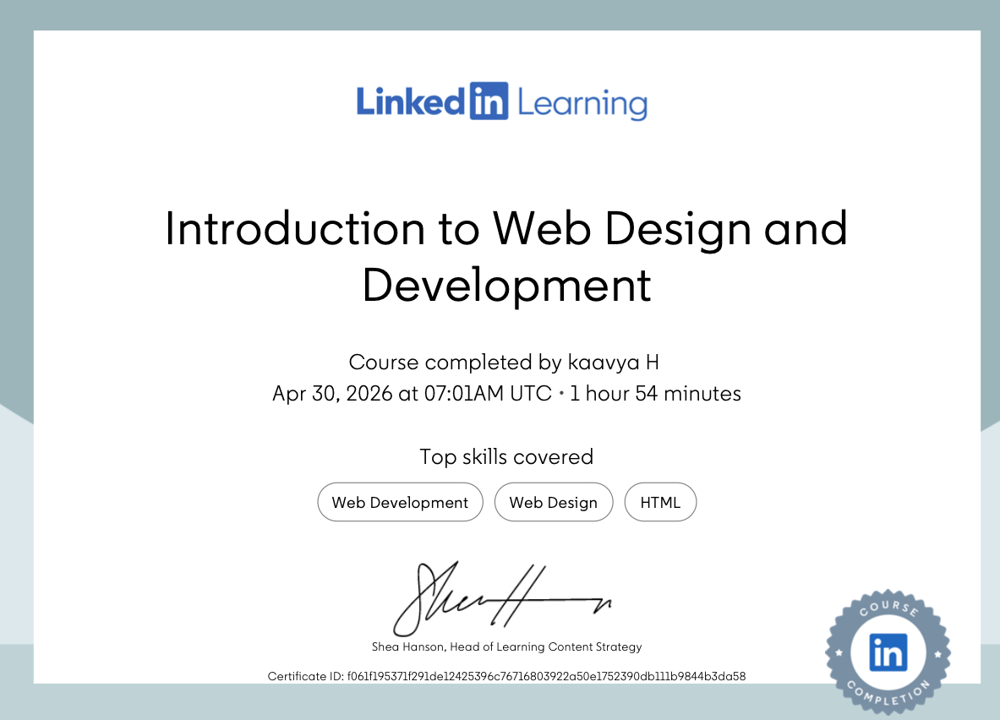 Linkedin Learning
Introduction to Web Design and
Development
Course completed by kaavya H
Apr 30, 2026 at 07:01AM UTC • 1 hour 54 minutes
Top skills covered
Web Development
Web Design
HTML
Shea Hanson, Head of Learning Content Strategy
Certificate ID: f061f195371f291de12425396c76716803922a50e1752390db111b9844b3da58
COURSE
in
COMPLETION